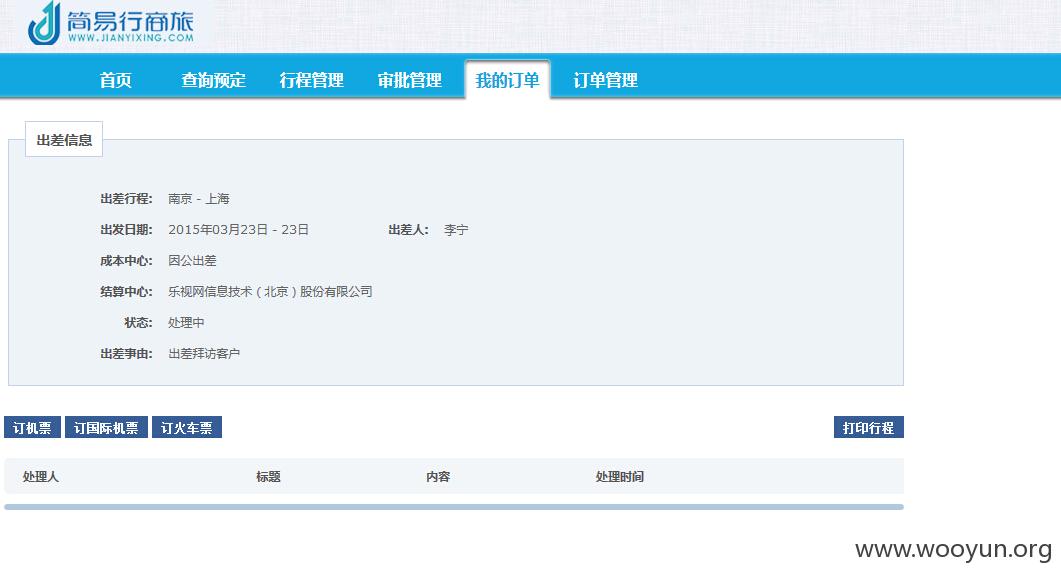 简易行商旅
WWW.JIANYIXING.COM
首页 查询预定 行程管理 审批管理 我的订单 订单管理
出差信息
出差行程: 南京 - 上海
出发日期: 2015年03月23日 - 23日 出差人: 李宁
成本中心: 因公出差
结算中心: 乐视网信息技术（北京）股份有限公司
状态: 处理中
出差事由: 出差拜访客户
订机票 订国际机票 订火车票 打印行程
处理人 标题 内容 处理时间
www.wooyun.org